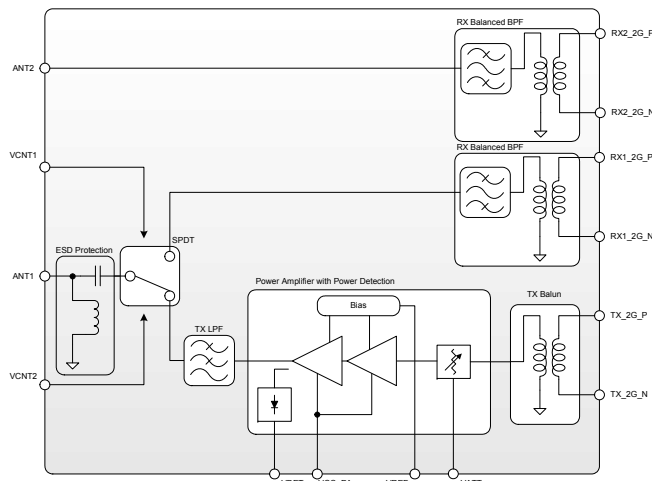 RX Balanced BPF
RX2_2G_P
ANT2
RX2_2G_N
RX Balanced BPF
VCNT1
RX1_2G_P
SPDT
RX1_2G_N
ESD Protection
ANT1
Power Amplifier with Power Detection
TX Balun
Bias
TX_2G_P
TX LPF
VCNT2
TX_2G_N